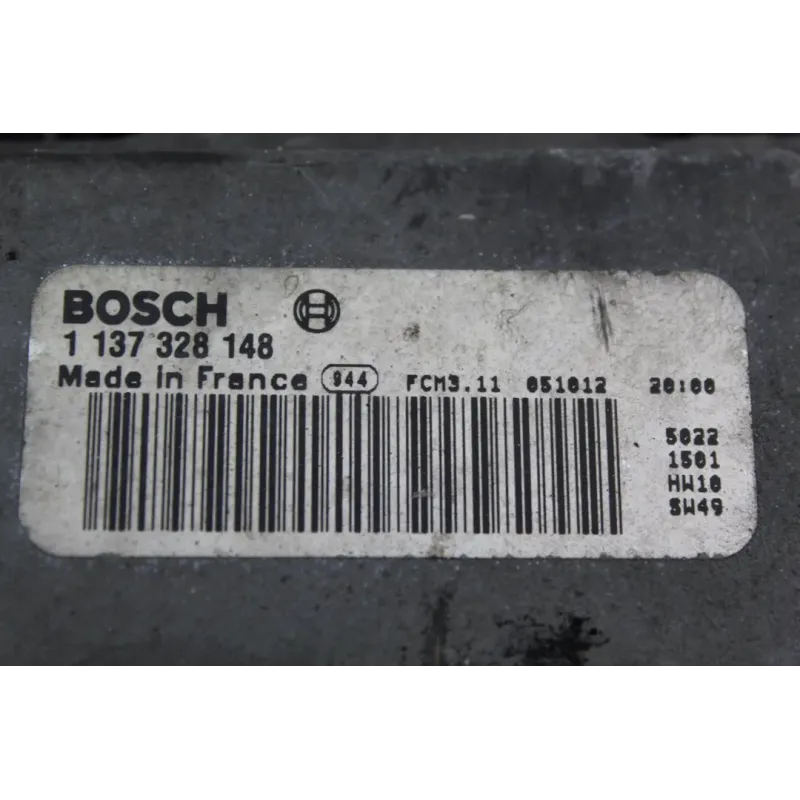 BOSCH
1 137 328 148
Made in France 944 FCM3.11 051012 20:00
5022
1501
HW10
SW49